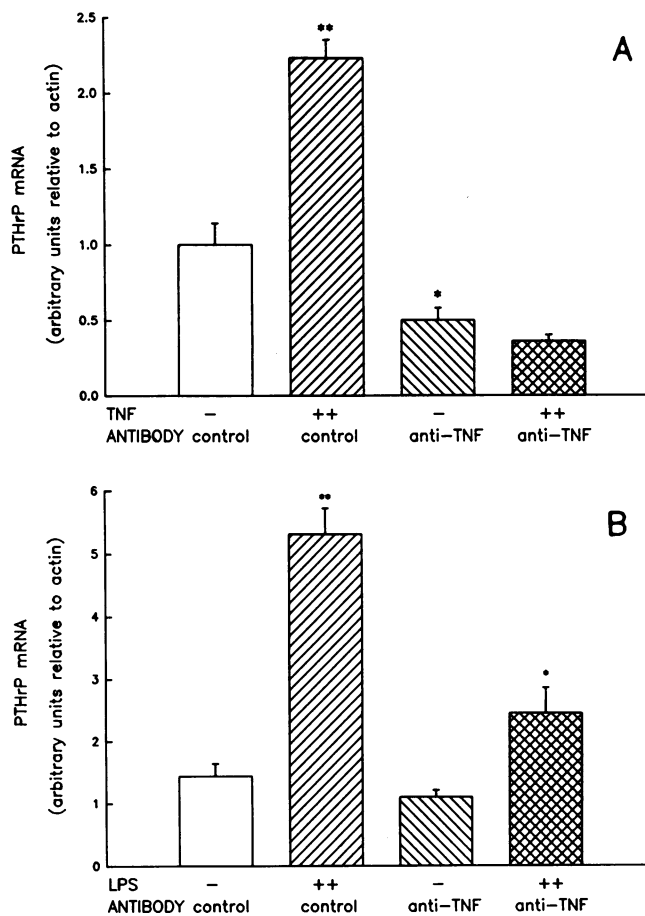 A
PTHrP mRNA
(arbitrary units relative to actin)
2.5
2.0
1.5
1.0
0.5
0.0
**
*
TNF - ++ - ++
ANTIBODY control control anti-TNF anti-TNF
B
PTHrP mRNA
(arbitrary units relative to actin)
6
5
4
3
2
1
0
**
*
LPS - ++ - ++
ANTIBODY control control anti-TNF anti-TNF